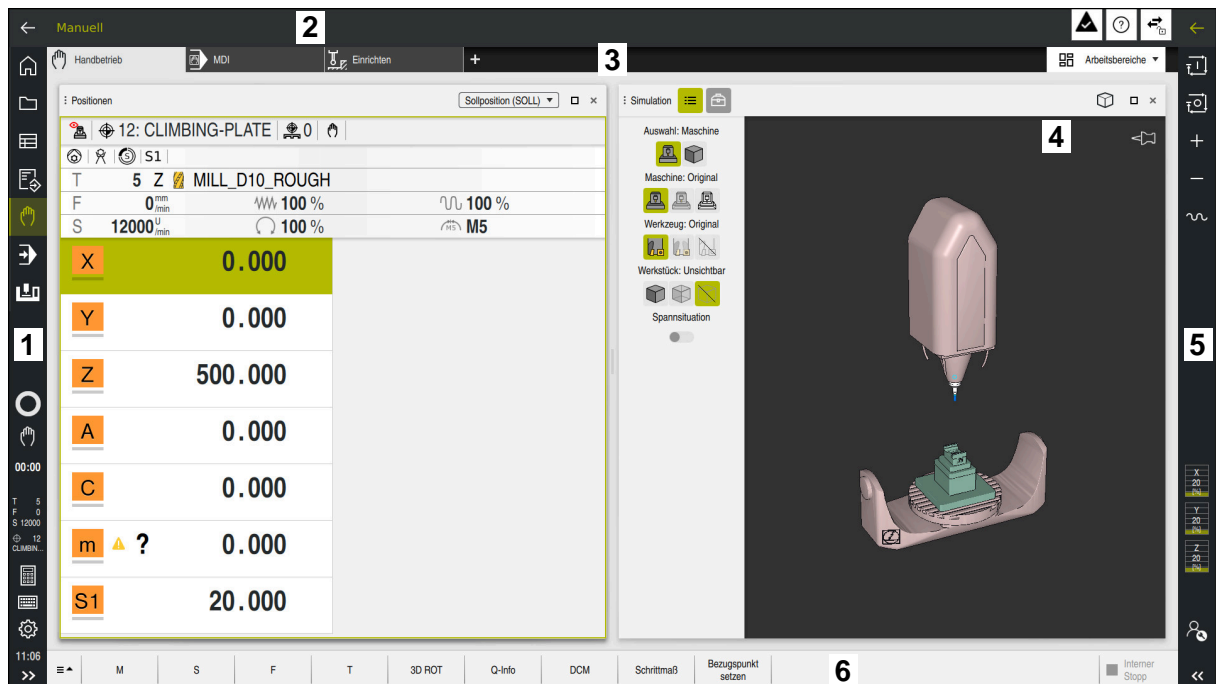 Manuell
2
Handbetrieb
MDI
Einrichten
+
3
Arbeitsbereiche
Positionen
Sollposition (SOLL)
Simulation
12: CLIMBING-PLATE 0
S1
T 5 Z MILL_D10_ROUGH
F 0 mm/min 100 % 100 %
S 12000 U/min 100 % M5 M5
X 0.000
Y 0.000
Z 500.000
A 0.000
C 0.000
m ? 0.000
S1 20.000
Auswahl: Maschine
Maschine: Original
Werkzeug: Original
Werkstück: Unsichtbar
Spannsituation
4
1
00:00
T 5
F 0
S 12000
12
CLIMBIN...
11:06
5
X
20
[%]
Y
20
[%]
Z
20
[%]
M
S
F
T
3D ROT
Q-Info
DCM
Schrittmaß
Bezugspunkt
setzen
6
Interner
Stopp